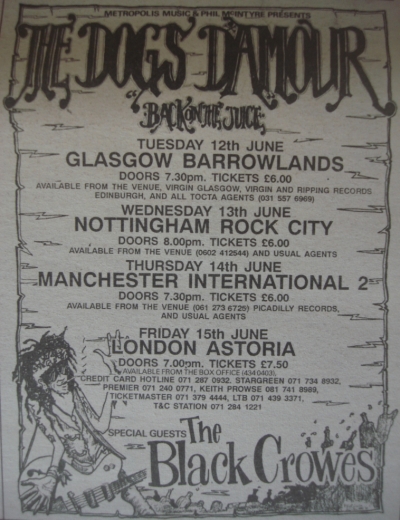 METROPOLIS MUSIC & PHIL McINTYRE PRESENTS
THE DOGS D'AMOUR
"BACK ON THE JUICE"
TUESDAY 12th JUNE
GLASGOW BARROWLANDS
DOORS 7.30pm. TICKETS £6.00
AVAILABLE FROM THE VENUE, VIRGIN GLASGOW, VIRGIN AND RIPPING RECORDS
EDINBURGH, AND ALL TOCTA AGENTS (031 557 6969)
WEDNESDAY 13th JUNE
NOTTINGHAM ROCK CITY
DOORS 8.00pm. TICKETS £6.00
AVAILABLE FROM THE VENUE (0602 412544) AND USUAL AGENTS
THURSDAY 14th JUNE
MANCHESTER INTERNATIONAL 2
DOORS 7.30pm. TICKETS £6.00
AVAILABLE FROM THE VENUE (061 273 6725) PICADILLY RECORDS,
AND USUAL AGENTS
FRIDAY 15th JUNE
LONDON ASTORIA
DOORS 7.00pm. TICKETS £7.50
AVAILABLE FROM THE BOX OFFICE (434 0403),
CREDIT CARD HOTLINE 071 287 0932. STARGREEN 071 734 8932,
PREMIER 071 240 0771, KEITH PROWSE 081 741 8989,
TICKETMASTER 071 379 4444, LTB 071 439 3371,
T&C STATION 071 284 1221
SPECIAL GUESTS The
Black Crowes